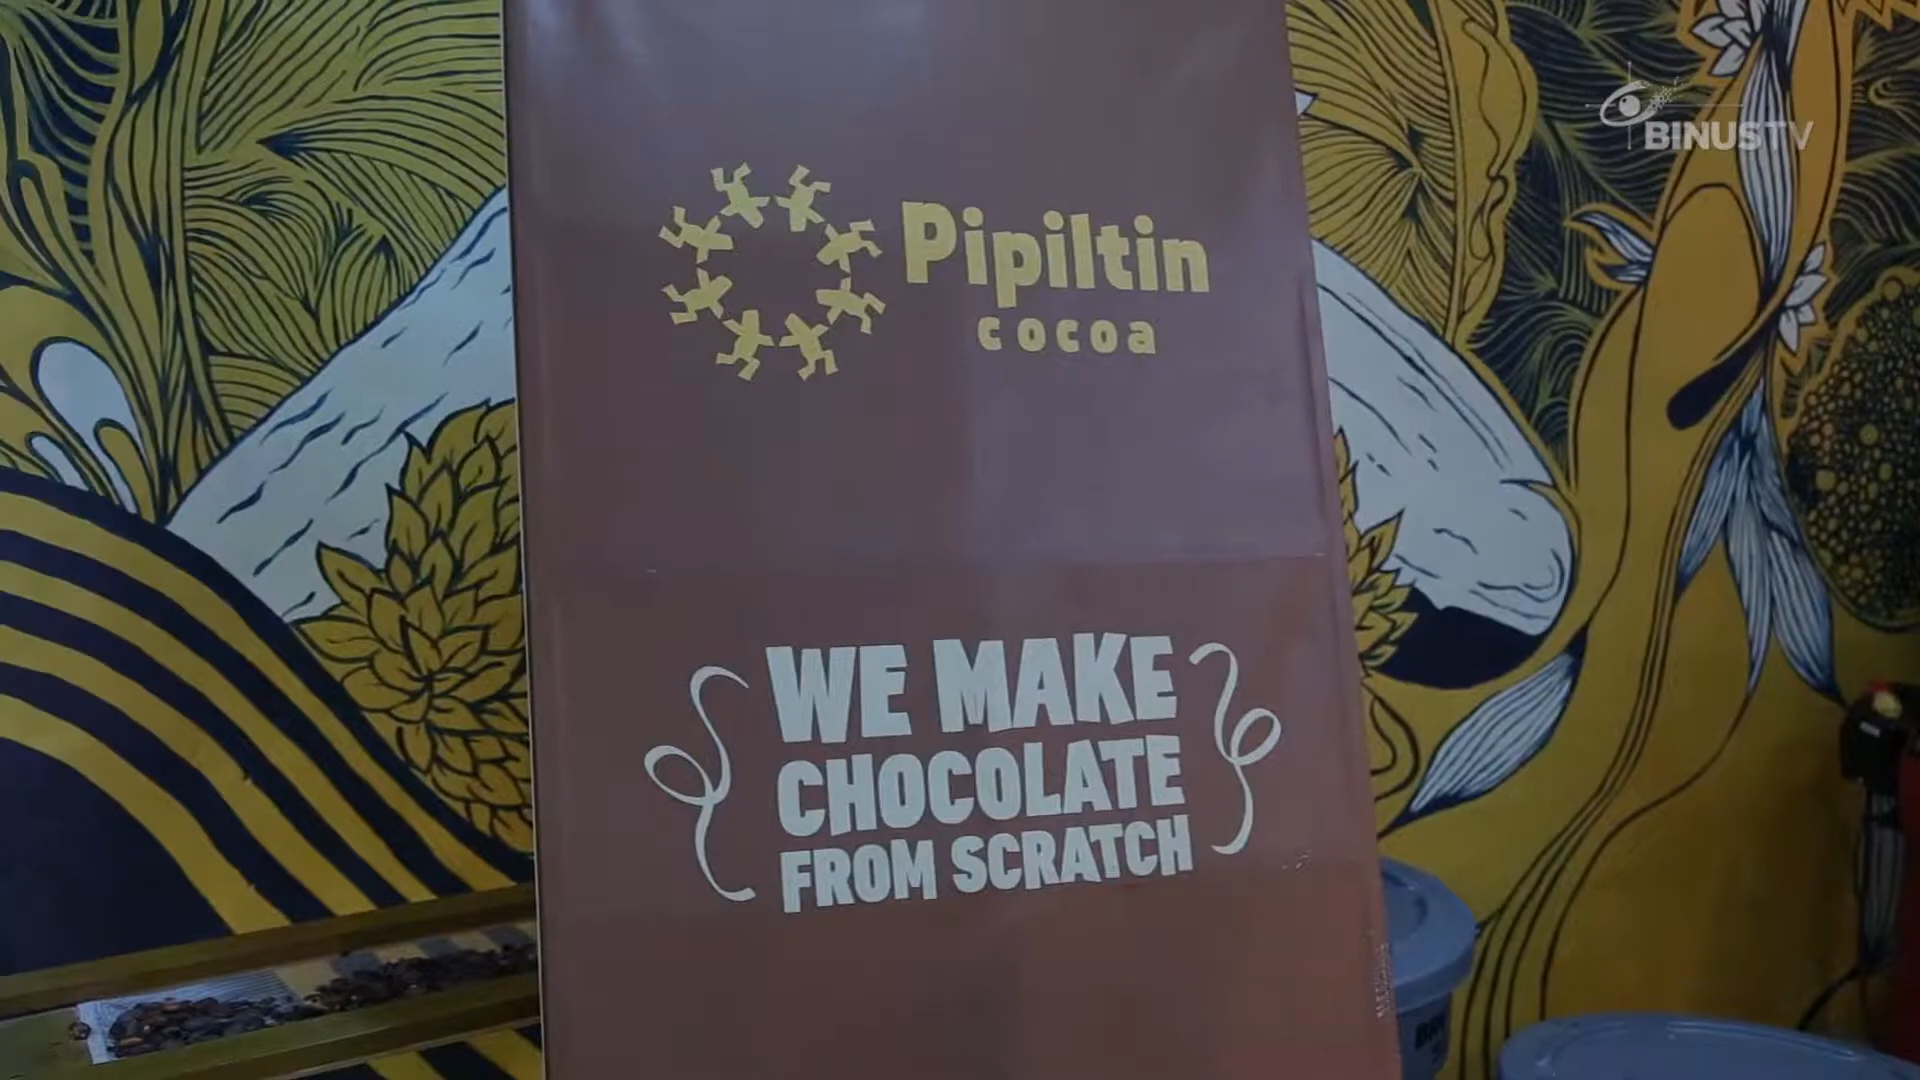 BINUSTV
Pipiltin
cocoa
WE MAKE
CHOCOLATE
FROM SCRATCH